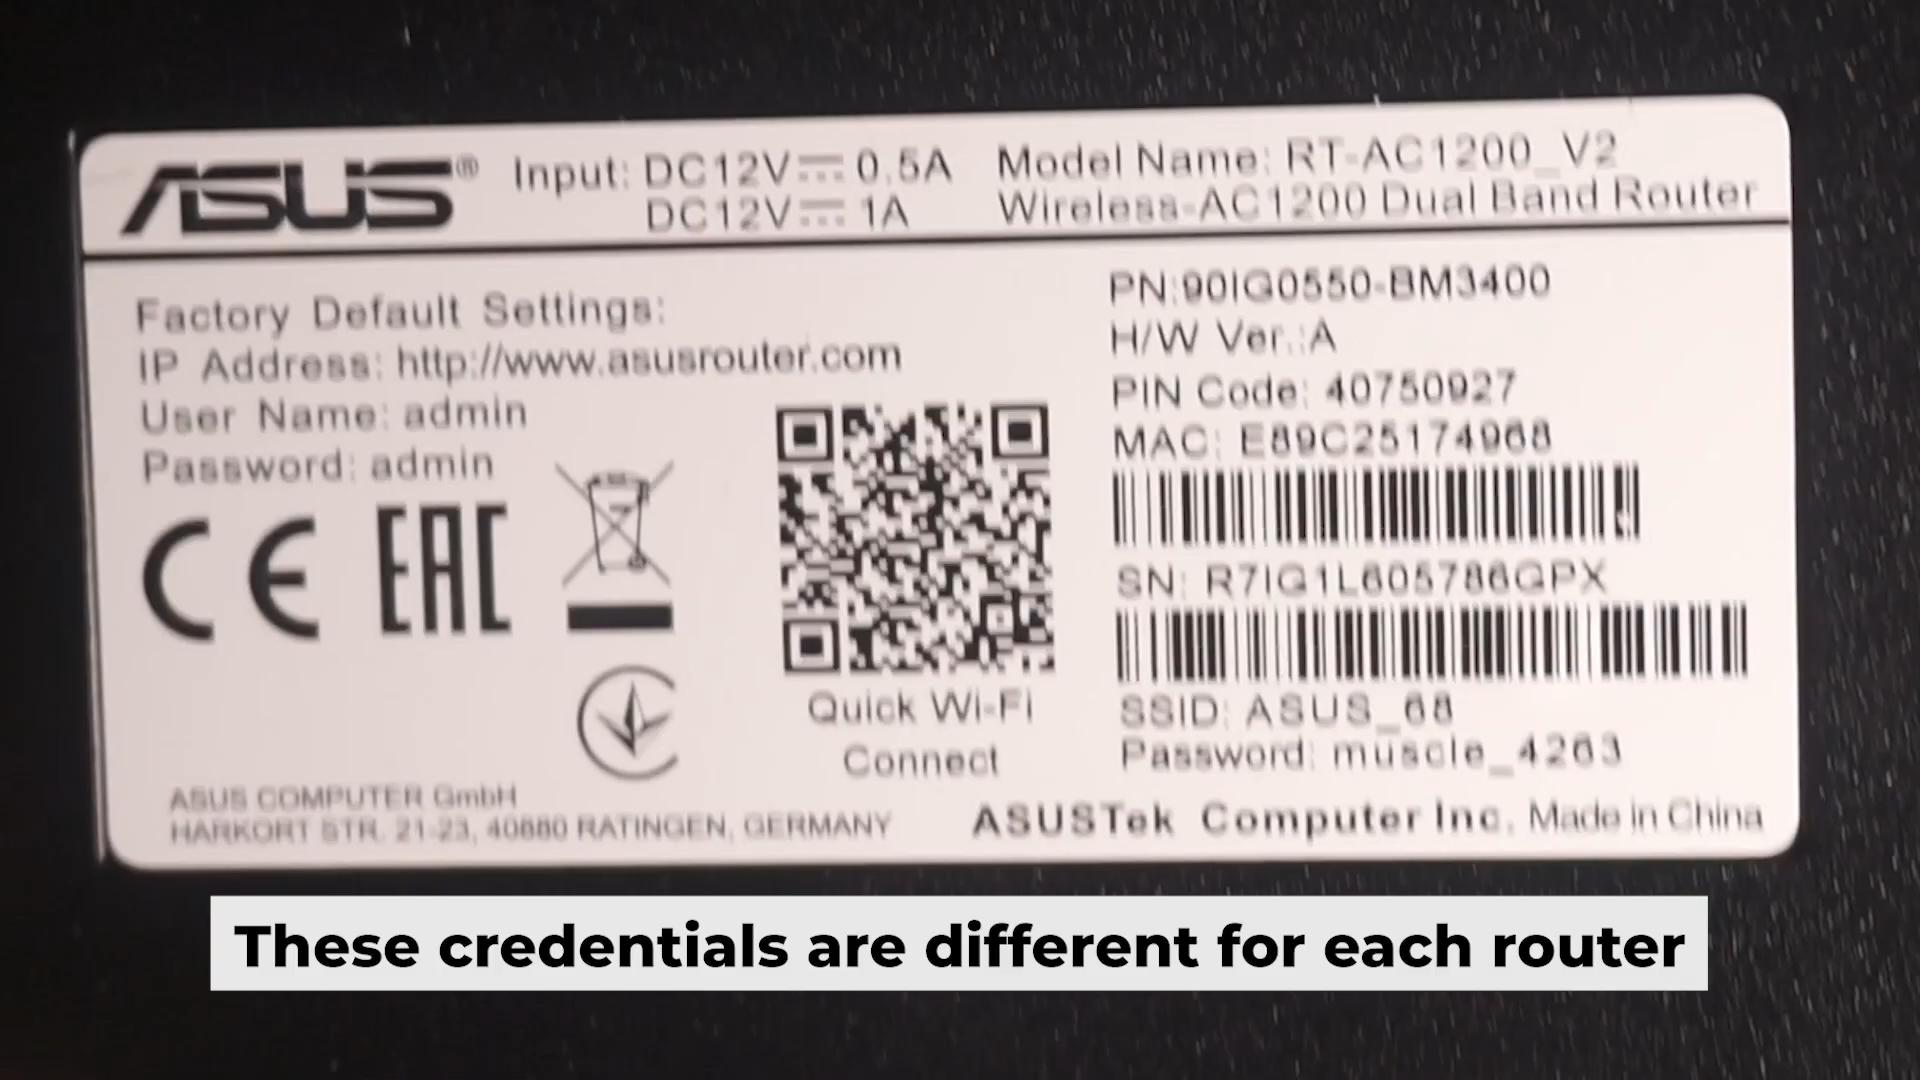 ASUS® Input: DC12V⎓0.5A Model Name: RT-AC1200_V2
DC12V⎓1A Wireless-AC1200 Dual Band Router
Factory Default Settings:
IP Address: http://www.asusrouter.com
User Name: admin
Password: admin
CE EAC
Quick Wi-Fi
Connect
PN:90IG0550-BM3400
H/W Ver.:A
PIN Code: 40750927
MAC: E89C25174968
SN: R7IG1L605786GPX
SSID: ASUS_68
Password: muscle_4263
ASUS COMPUTER GmbH
HARKORT STR. 21-23, 40880 RATINGEN, GERMANY
ASUSTek Computer Inc. Made in China
These credentials are different for each router